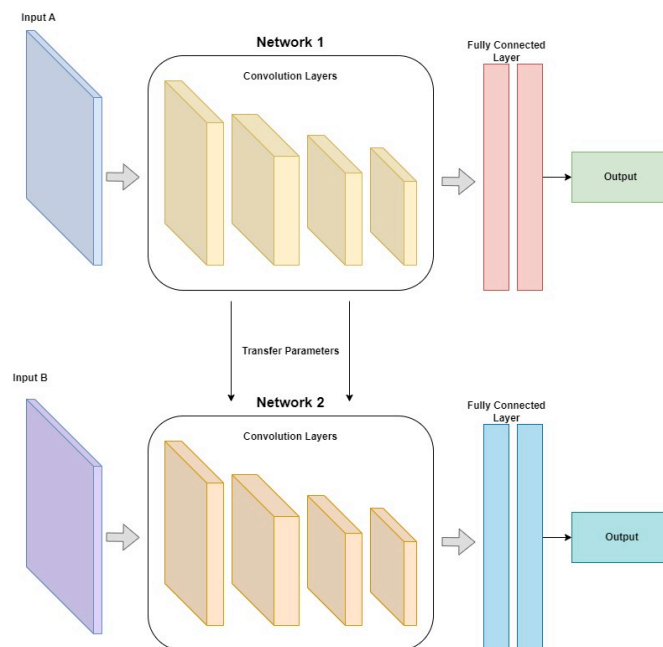 Input A
Network 1
Convolution Layers
Fully Connected
Layer
Output
Transfer Parameters
Input B
Network 2
Convolution Layers
Fully Connected
Layer
Output